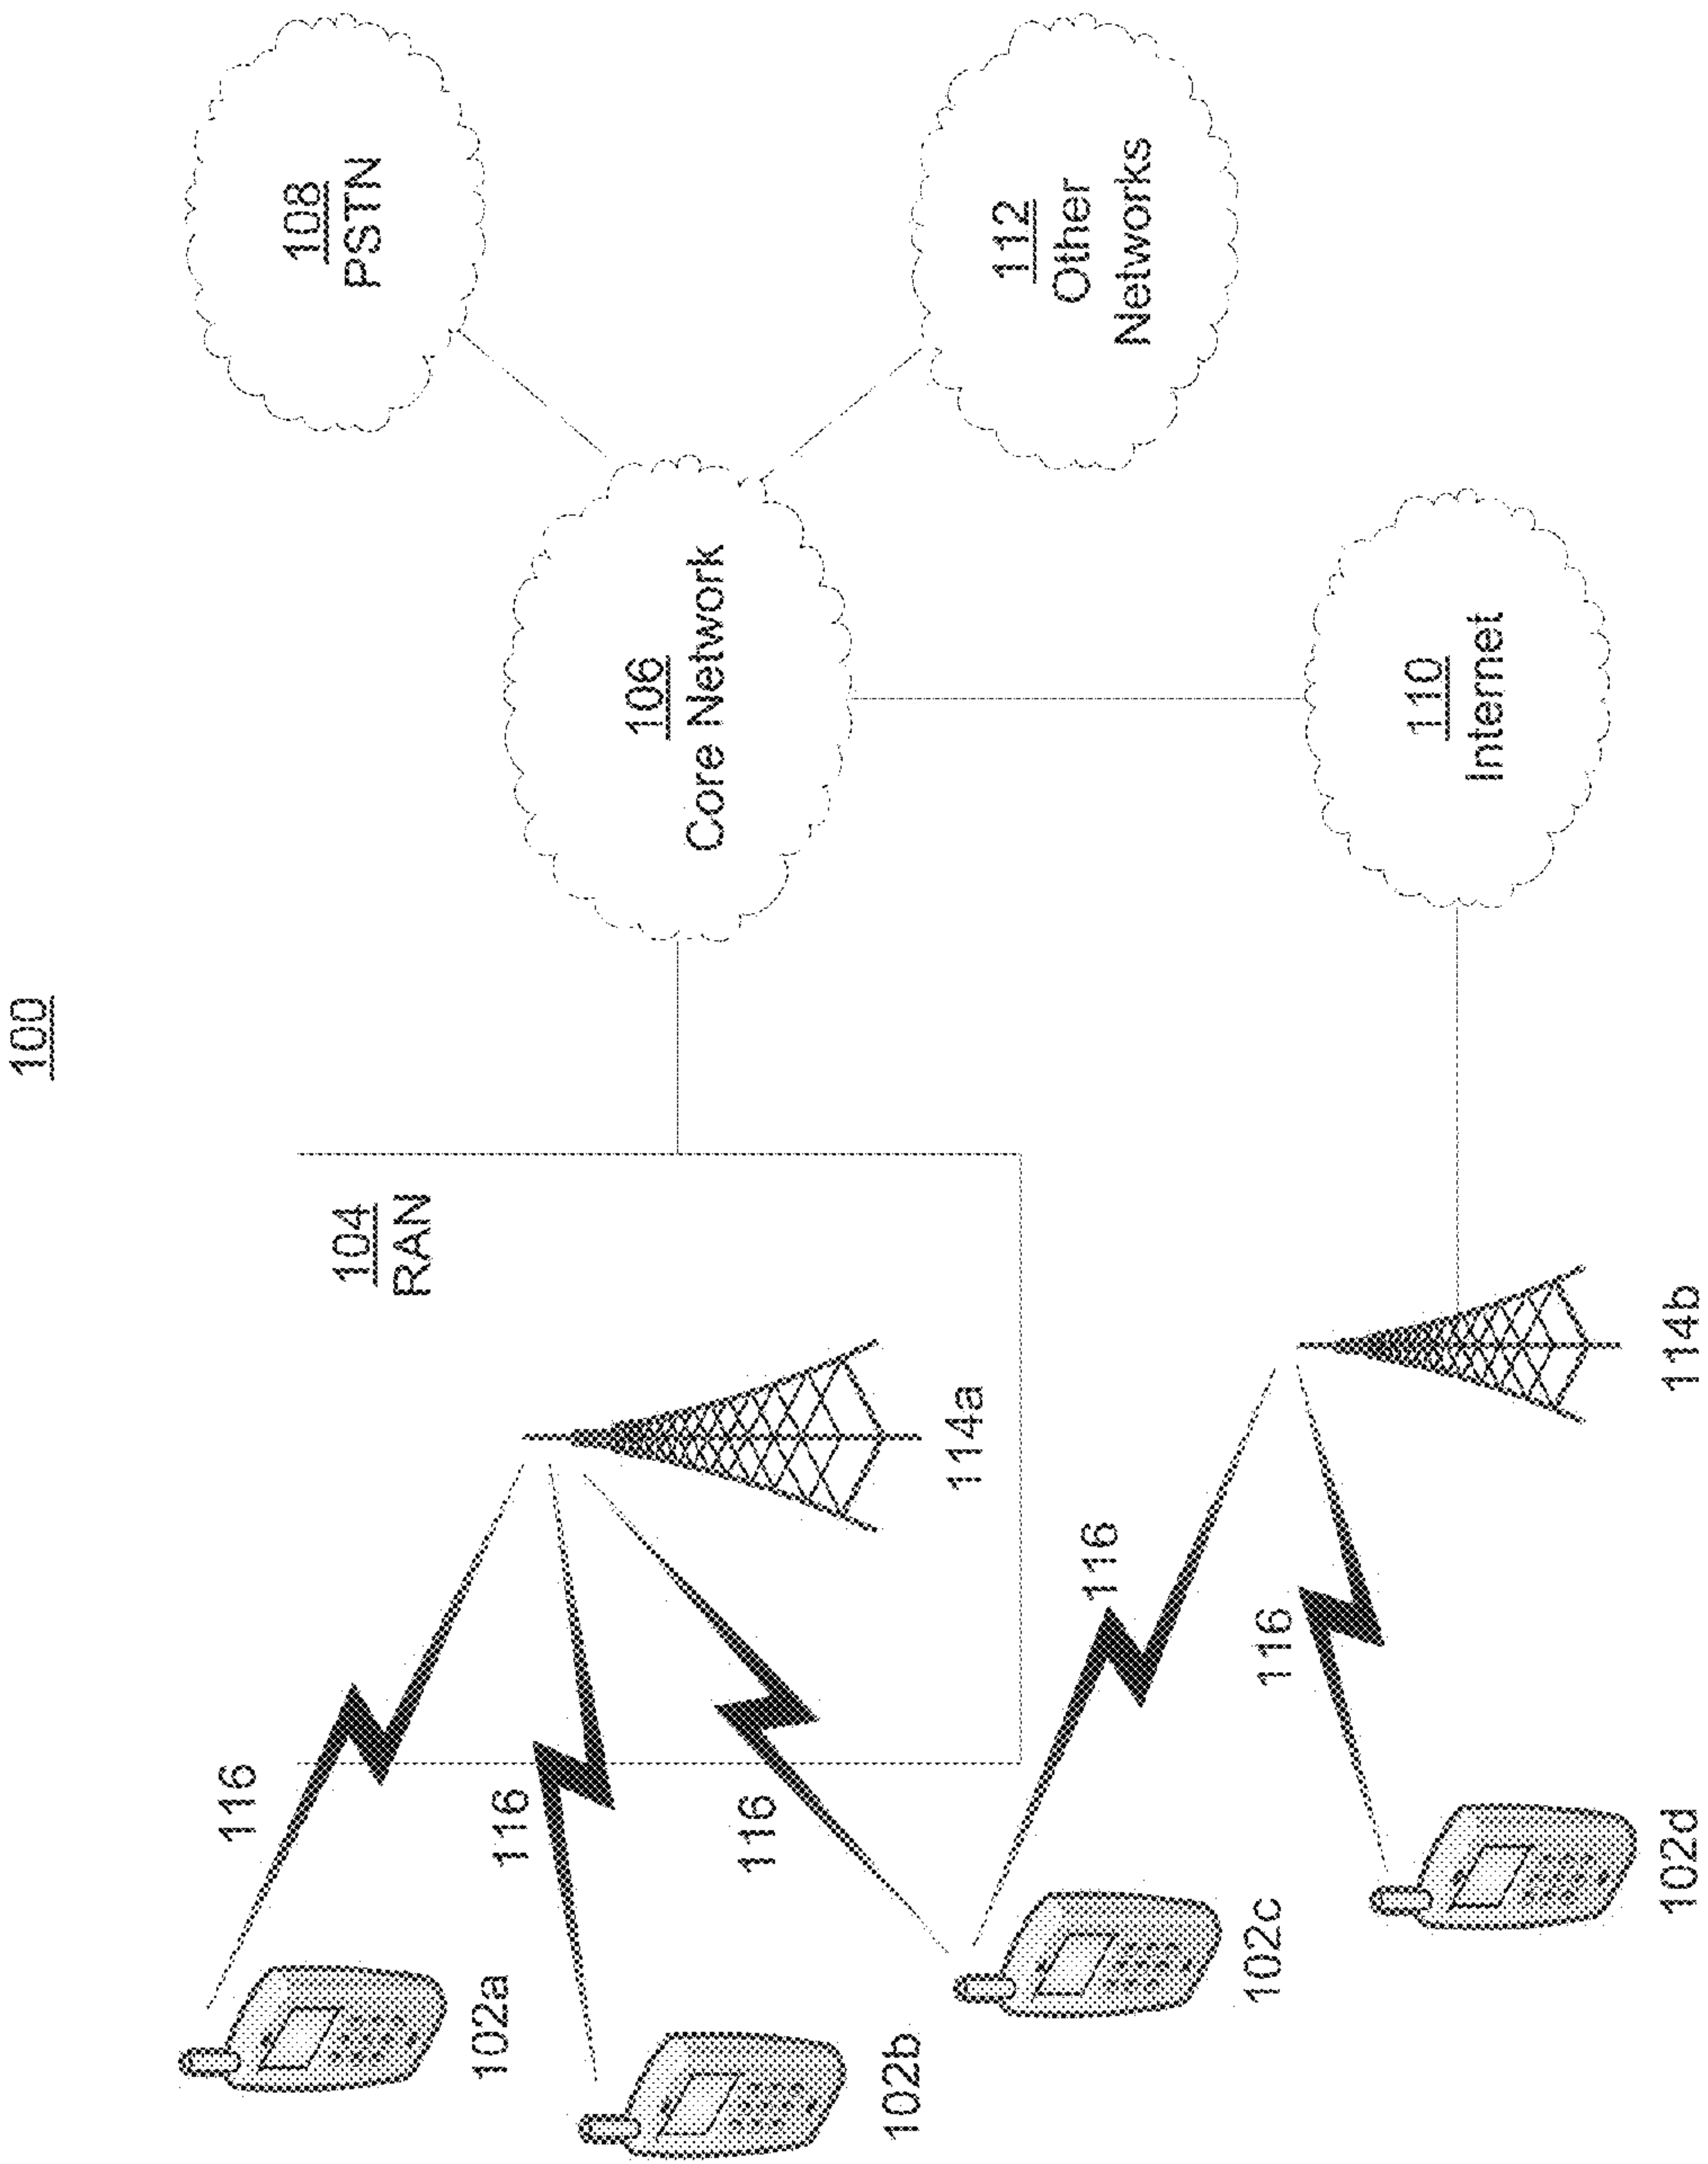 100
108
PSTN
104
RAN
106
Core Network
112
Other
Networks
116
102a
116
102b
116
114a
102c
116
110
Internet
116
102d
114b